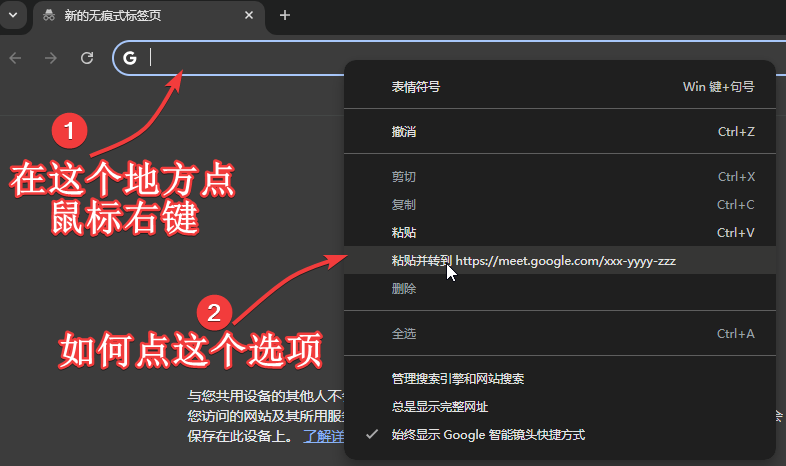 新的无痕式标签页
表情符号 Win 键+句号
撤消 Ctrl+Z
剪切 Ctrl+X
复制 Ctrl+C
粘贴 Ctrl+V
粘贴并转到 https://meet.google.com/xxx-yyyy-zzz
删除
全选 Ctrl+A
管理搜索引擎和网站搜索
总是显示完整网址
始终显示 Google 智能镜头快捷方式
1
在这个地方点
鼠标右键
2
如何点这个选项
与您共用设备的其他人不
您访问的网站及其所用服 会
保存在此设备上。 了解详